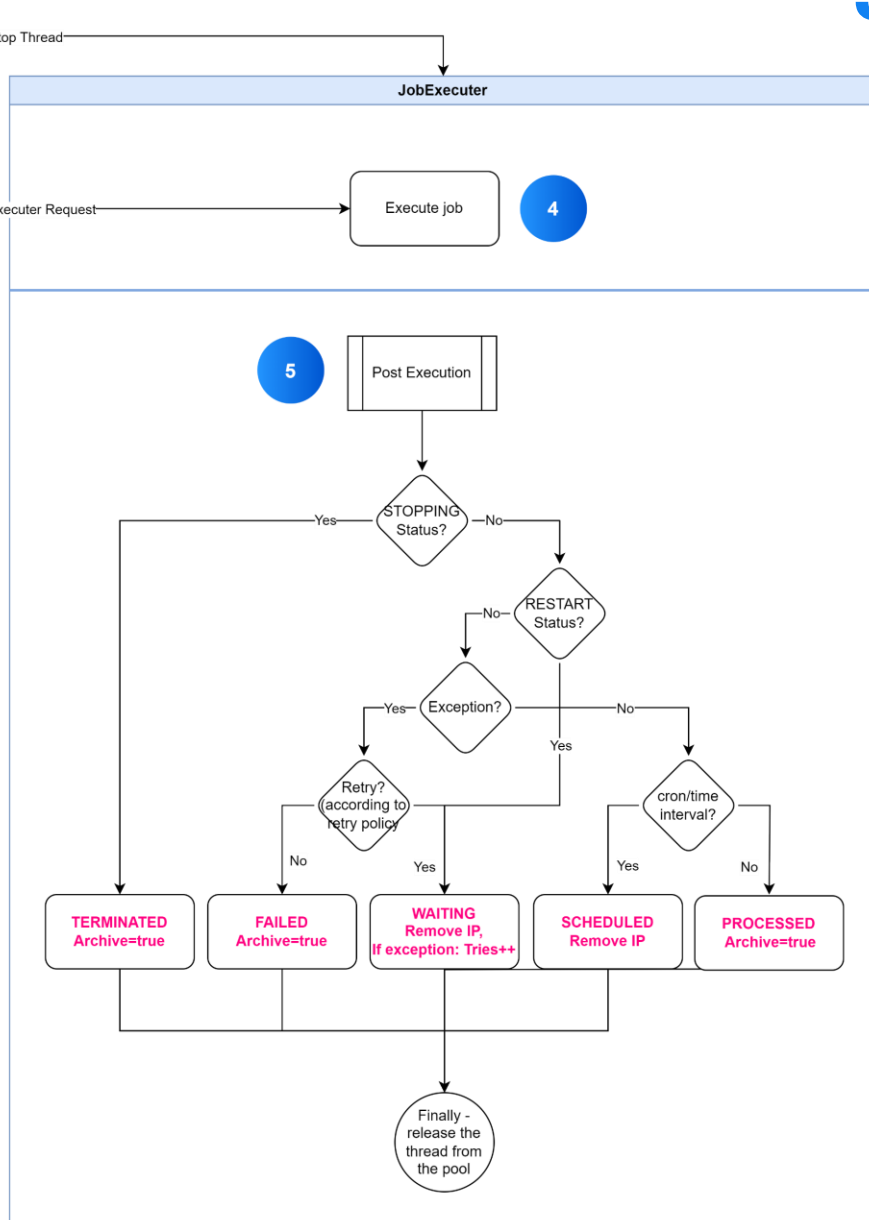 top Thread
JobExecuter
xecuter Request
Execute job
4
5
Post Execution
STOPPING
Status?
Yes
No
RESTART
Status?
No
Exception?
Yes
No
Yes
Retry?
(according to
retry policy
cron/time
interval?
No
Yes
Yes
No
TERMINATED
Archive=true
FAILED
Archive=true
WAITING
Remove IP,
If exception: Tries++
SCHEDULED
Remove IP
PROCESSED
Archive=true
Finally -
release the
thread from
the pool